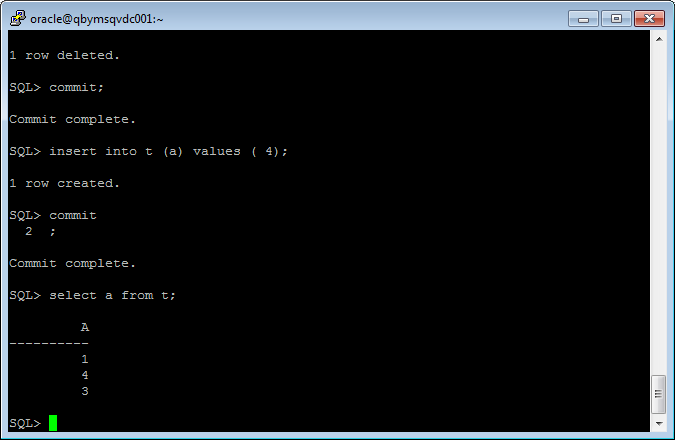 oracle@qbymsqvdc001:~
1 row deleted.
SQL> commit;
Commit complete.
SQL> insert into t (a) values ( 4);
1 row created.
SQL> commit
  2  ;
Commit complete.
SQL> select a from t;
         A
----------
         1
         4
         3
SQL>